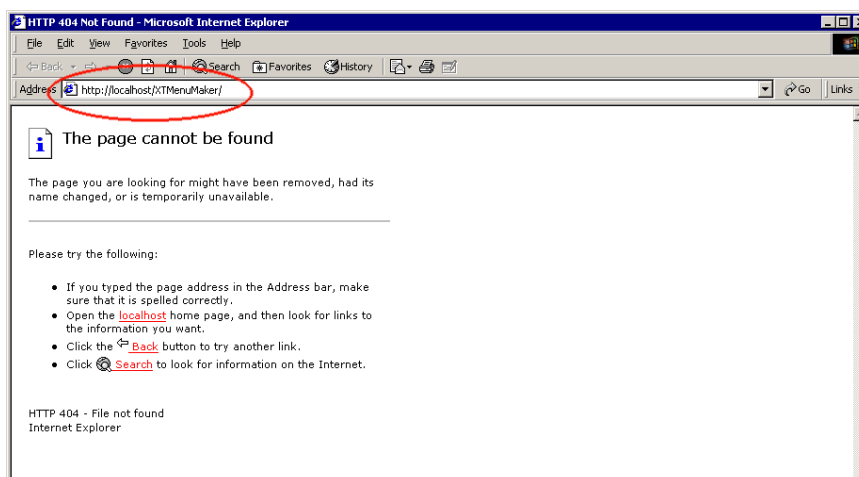 HTTP 404 Not Found - Microsoft Internet Explorer
File Edit View Favorites Tools Help
Back Search Favorites History
Address http://localhost/XTMenuMaker/ Go Links
The page cannot be found
The page you are looking for might have been removed, had its
name changed, or is temporarily unavailable.
Please try the following:
If you typed the page address in the Address bar, make
sure that it is spelled correctly.
Open the localhost home page, and then look for links to
the information you want.
Click the Back button to try another link.
Click Search to look for information on the Internet.
HTTP 404 - File not found
Internet Explorer